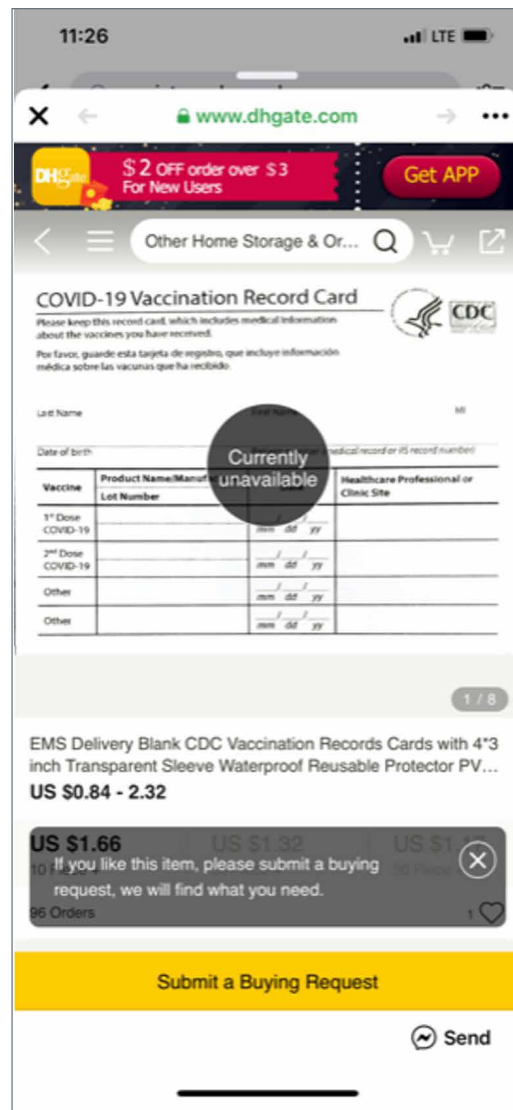 11:26
LTE
www.dhgate.com
DHgate
$2 OFF order over $3
For New Users
Get APP
Other Home Storage & Or...
COVID-19 Vaccination Record Card
CDC
Please keep this record card, which includes medical information
about the vaccines you have received.
Por favor, guarde esta tarjeta de registro, que incluye información
médica sobre las vacunas que ha recibido.
Last Name
First Name
MI
Date of birth
medical record or IIS record number)
Currently
unavailable
Vaccine
Product Name/Manuf
Lot Number
Healthcare Professional or
Clinic Site
1st Dose
COVID-19
mm dd yy
2nd Dose
COVID-19
mm dd yy
Other
mm dd yy
Other
mm dd yy
1 / 8
EMS Delivery Blank CDC Vaccination Records Cards with 4*3
inch Transparent Sleeve Waterproof Reusable Protector PV...
US $0.84 - 2.32
US $1.66
US $1.32
If you like this item, please submit a buying
request, we will find what you need.
96 Orders
1
Submit a Buying Request
Send